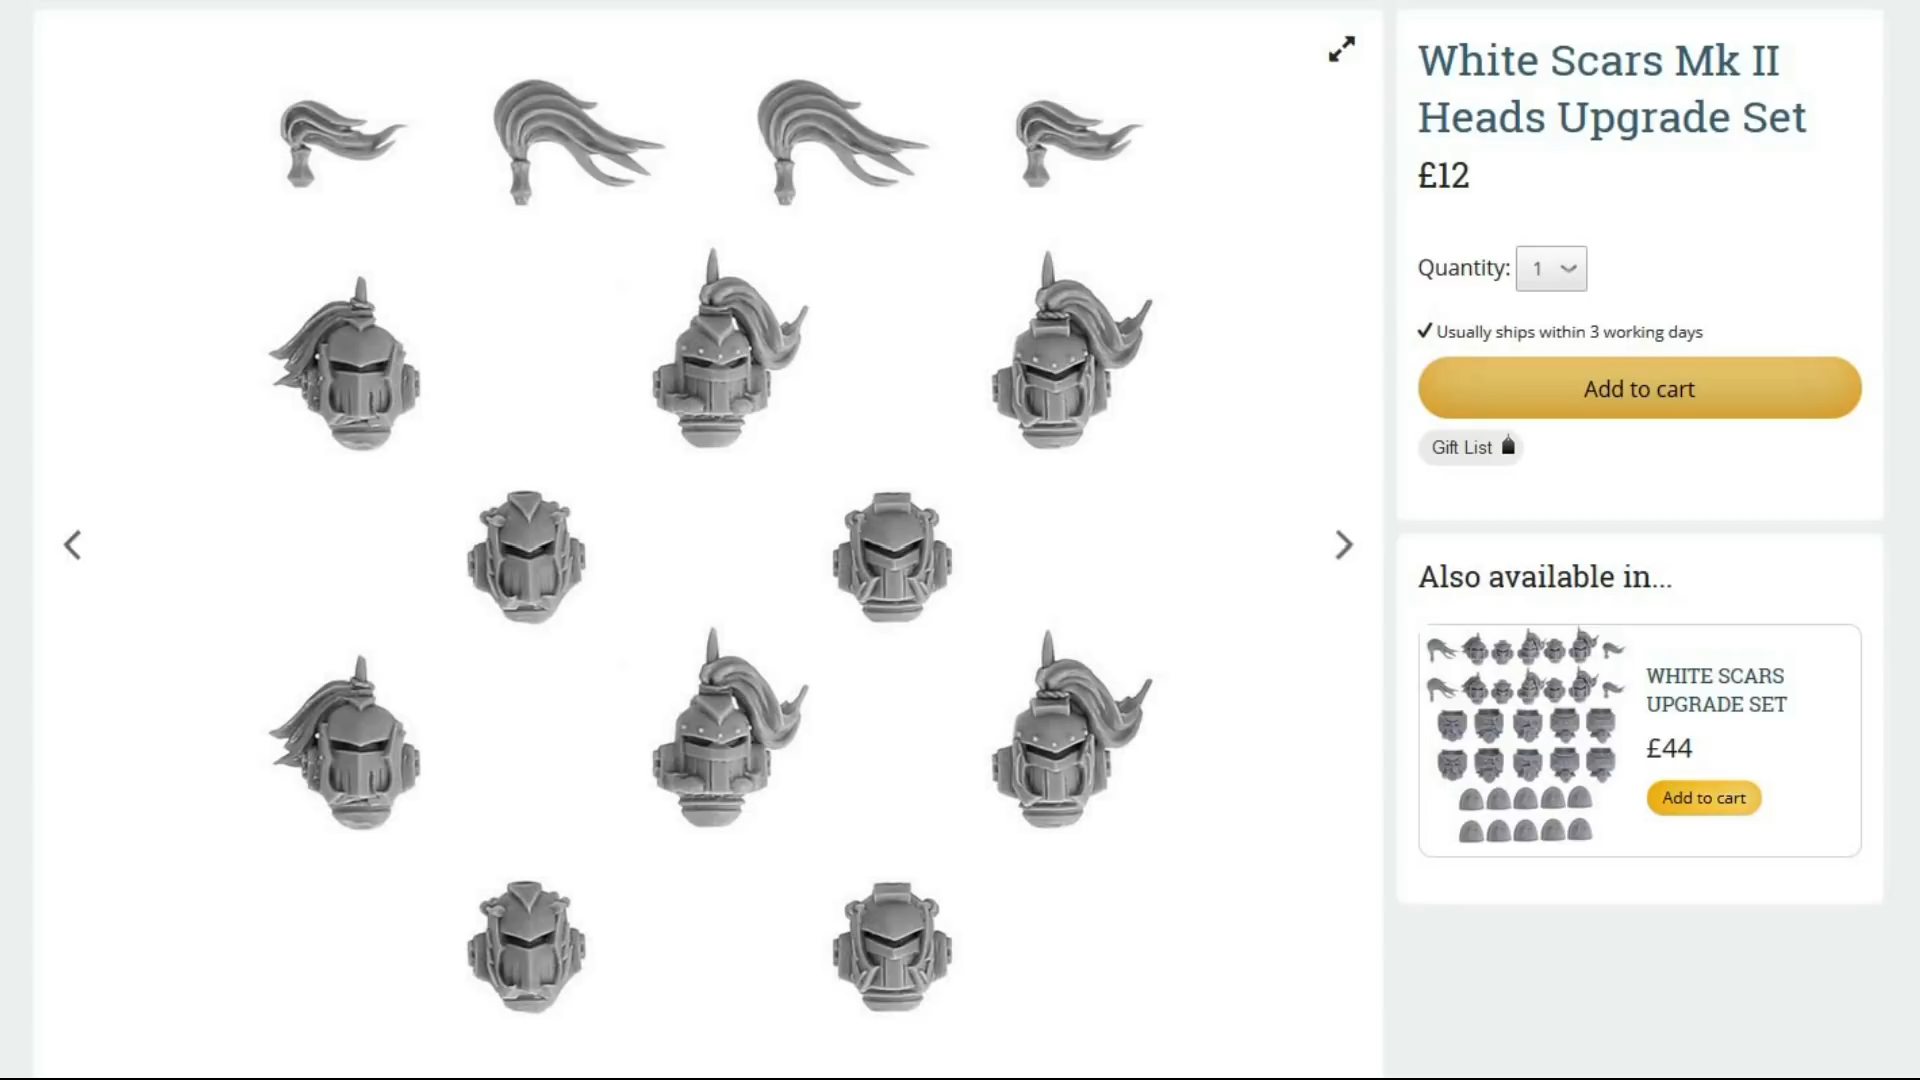 White Scars Mk II
Heads Upgrade Set
£12
Quantity: 1
Usually ships within 3 working days
Add to cart
Gift List
Also available in...
WHITE SCARS
UPGRADE SET
£44
Add to cart